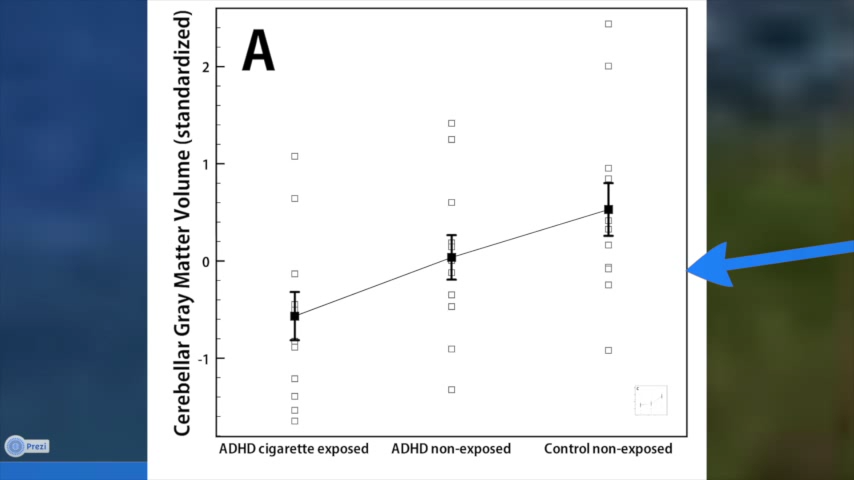 A
Cerebellar Gray Matter Volume (standardized)
2
1
0
-1
ADHD cigarette exposed
ADHD non-exposed
Control non-exposed
Prezi